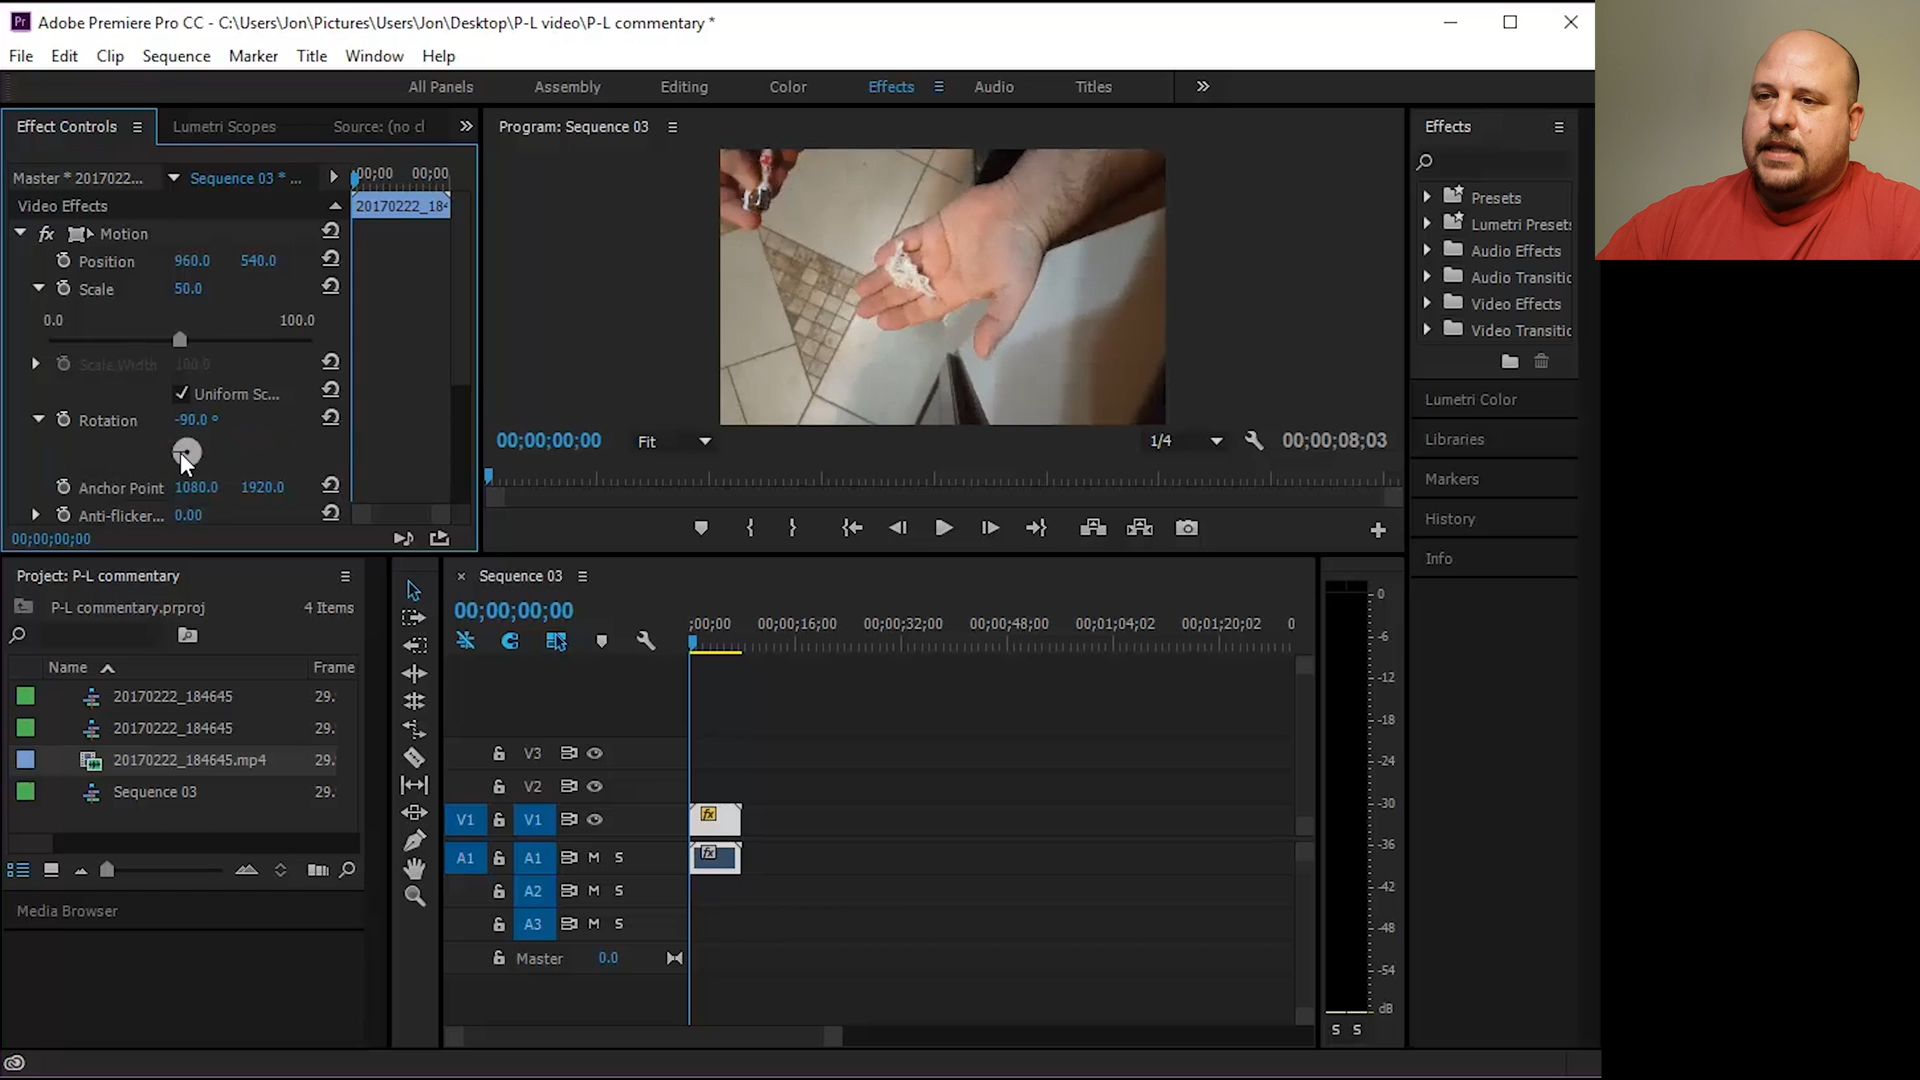 Adobe Premiere Pro CC - C:\Users\Jon\Pictures\Users\Jon\Desktop\P-L video\P-L commentary *
File Edit Clip Sequence Marker Title Window Help
All Panels Assembly Editing Color Effects Audio Titles
Effect Controls Lumetri Scopes Source: (no cl
Master * 2017022... Sequence 03 * ... ;00;00 00;00
Video Effects 20170222_184
fx Motion
Position 960.0 540.0
Scale 50.0
0.0 100.0
Scale Width 100.0
Uniform Sc...
Rotation -90.0 °
Anchor Point 1080.0 1920.0
Anti-flicker... 0.00
00;00;00;00
Program: Sequence 03
00;00;00;00 Fit 1/4 00;00;08;03
Effects
Presets
Lumetri Presets
Audio Effects
Audio Transitic
Video Effects
Video Transitic
Lumetri Color
Libraries
Markers
History
Info
Project: P-L commentary
P-L commentary.prproj 4 Items
Name Frame
20170222_184645 29.
20170222_184645 29.
20170222_184645.mp4 29.
Sequence 03 29.
Media Browser
× Sequence 03
00;00;00;00
;00;00 00;00;16;00 00;00;32;00 00;00;48;00 00;01;04;02 00;01;20;02 0
V3
V2
V1 V1 fx
A1 A1 M S fx
A2 M S
A3 M S
Master 0.0
0
-6
-12
-18
-24
-30
-36
-42
-48
-54
dB
S S